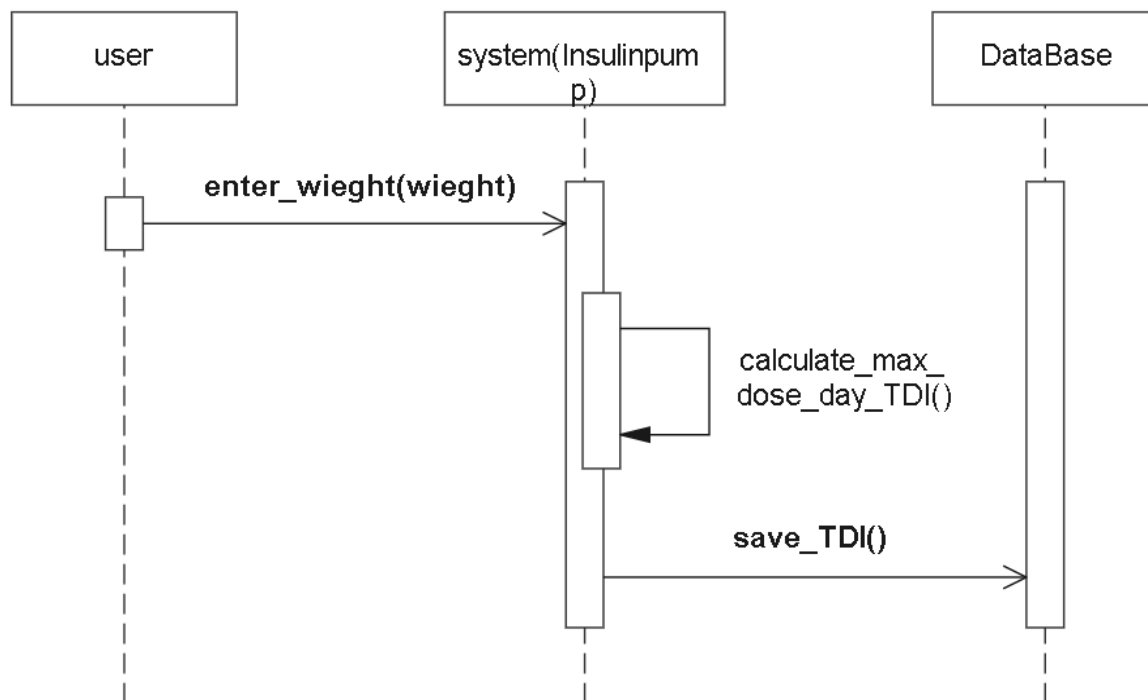 user
system(Insulinpum
p)
DataBase
enter_wieght(wieght)
calculate_max_
dose_day_TDI()
save_TDI()